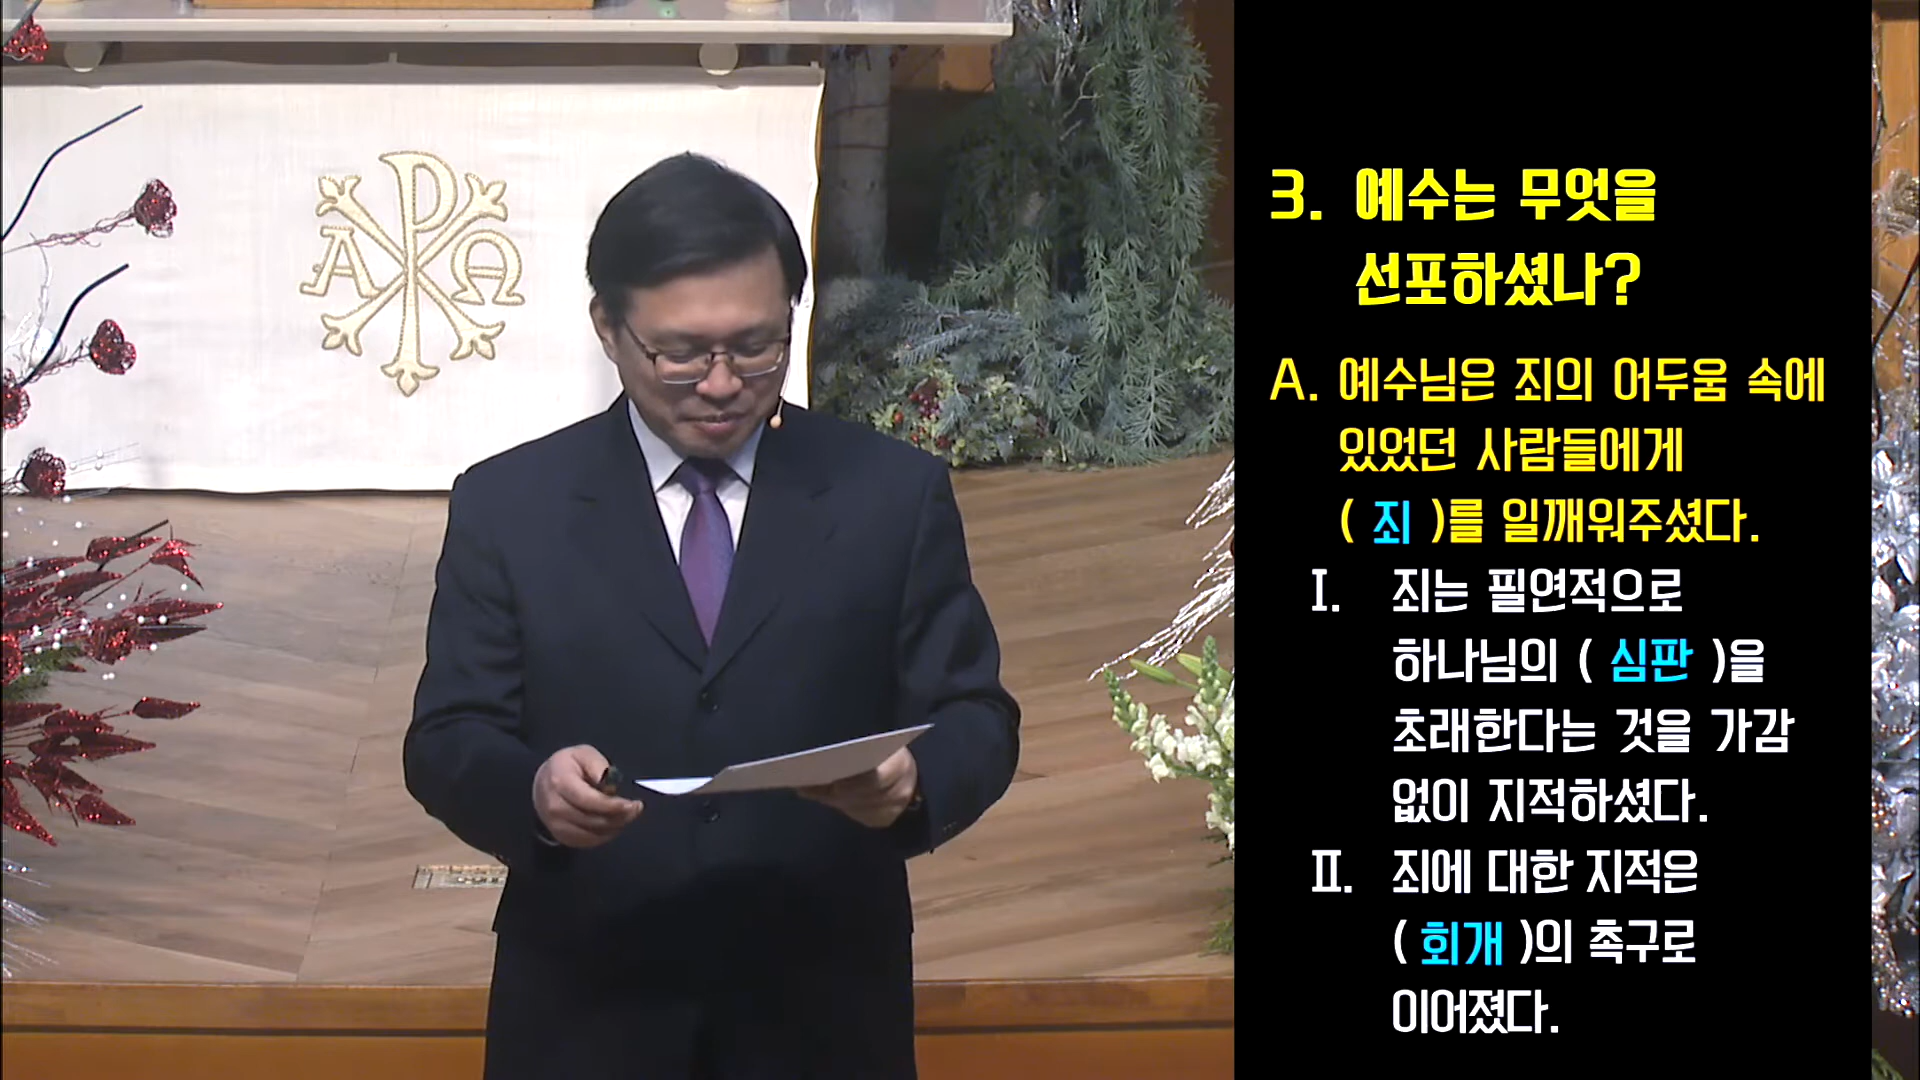 Α Ω
3. 예수는 무엇을
선포하셨나?
A. 예수님은 죄의 어두움 속에
있었던 사람들에게
( 죄 )를 일깨워주셨다.
I. 죄는 필연적으로
하나님의 ( 심판 )을
초래한다는 것을 가감
없이 지적하셨다.
II. 죄에 대한 지적은
( 회개 )의 촉구로
이어졌다.